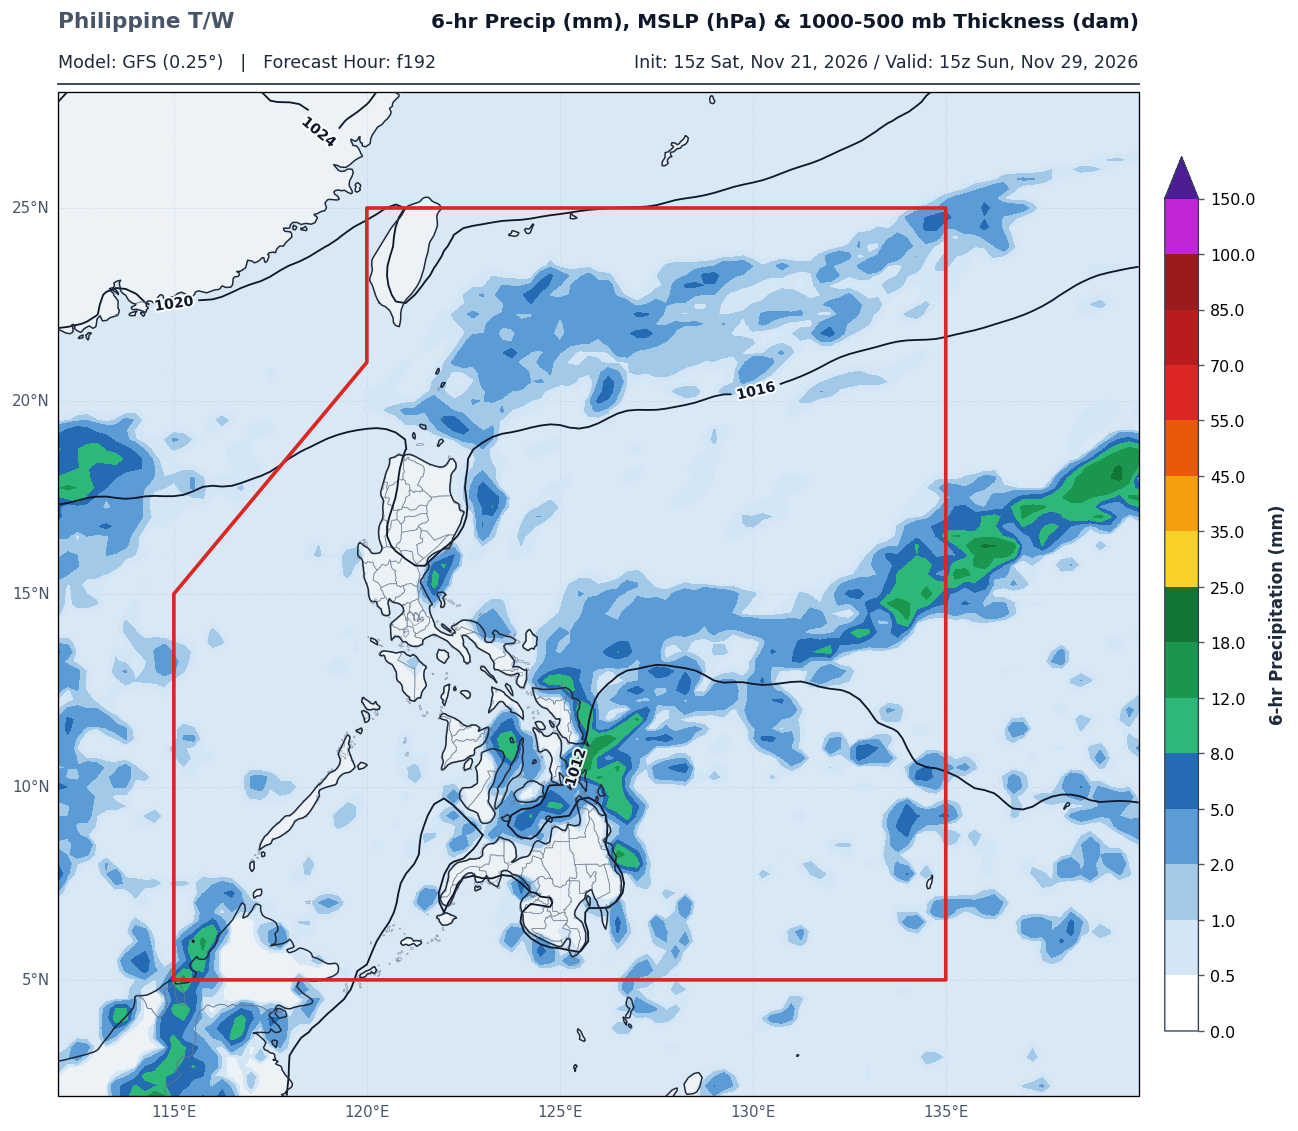 Philippine T/W
6-hr Precip (mm), MSLP (hPa) & 1000-500 mb Thickness (dam)
Model: GFS (0.25°) | Forecast Hour: f192
Init: 15z Sat, Nov 21, 2026 / Valid: 15z Sun, Nov 29, 2026
1024
1020
1016
1012
25°N
20°N
15°N
10°N
5°N
115°E
120°E
125°E
130°E
135°E
150.0
100.0
85.0
70.0
55.0
45.0
35.0
25.0
18.0
12.0
8.0
5.0
2.0
1.0
0.5
0.0
6-hr Precipitation (mm)